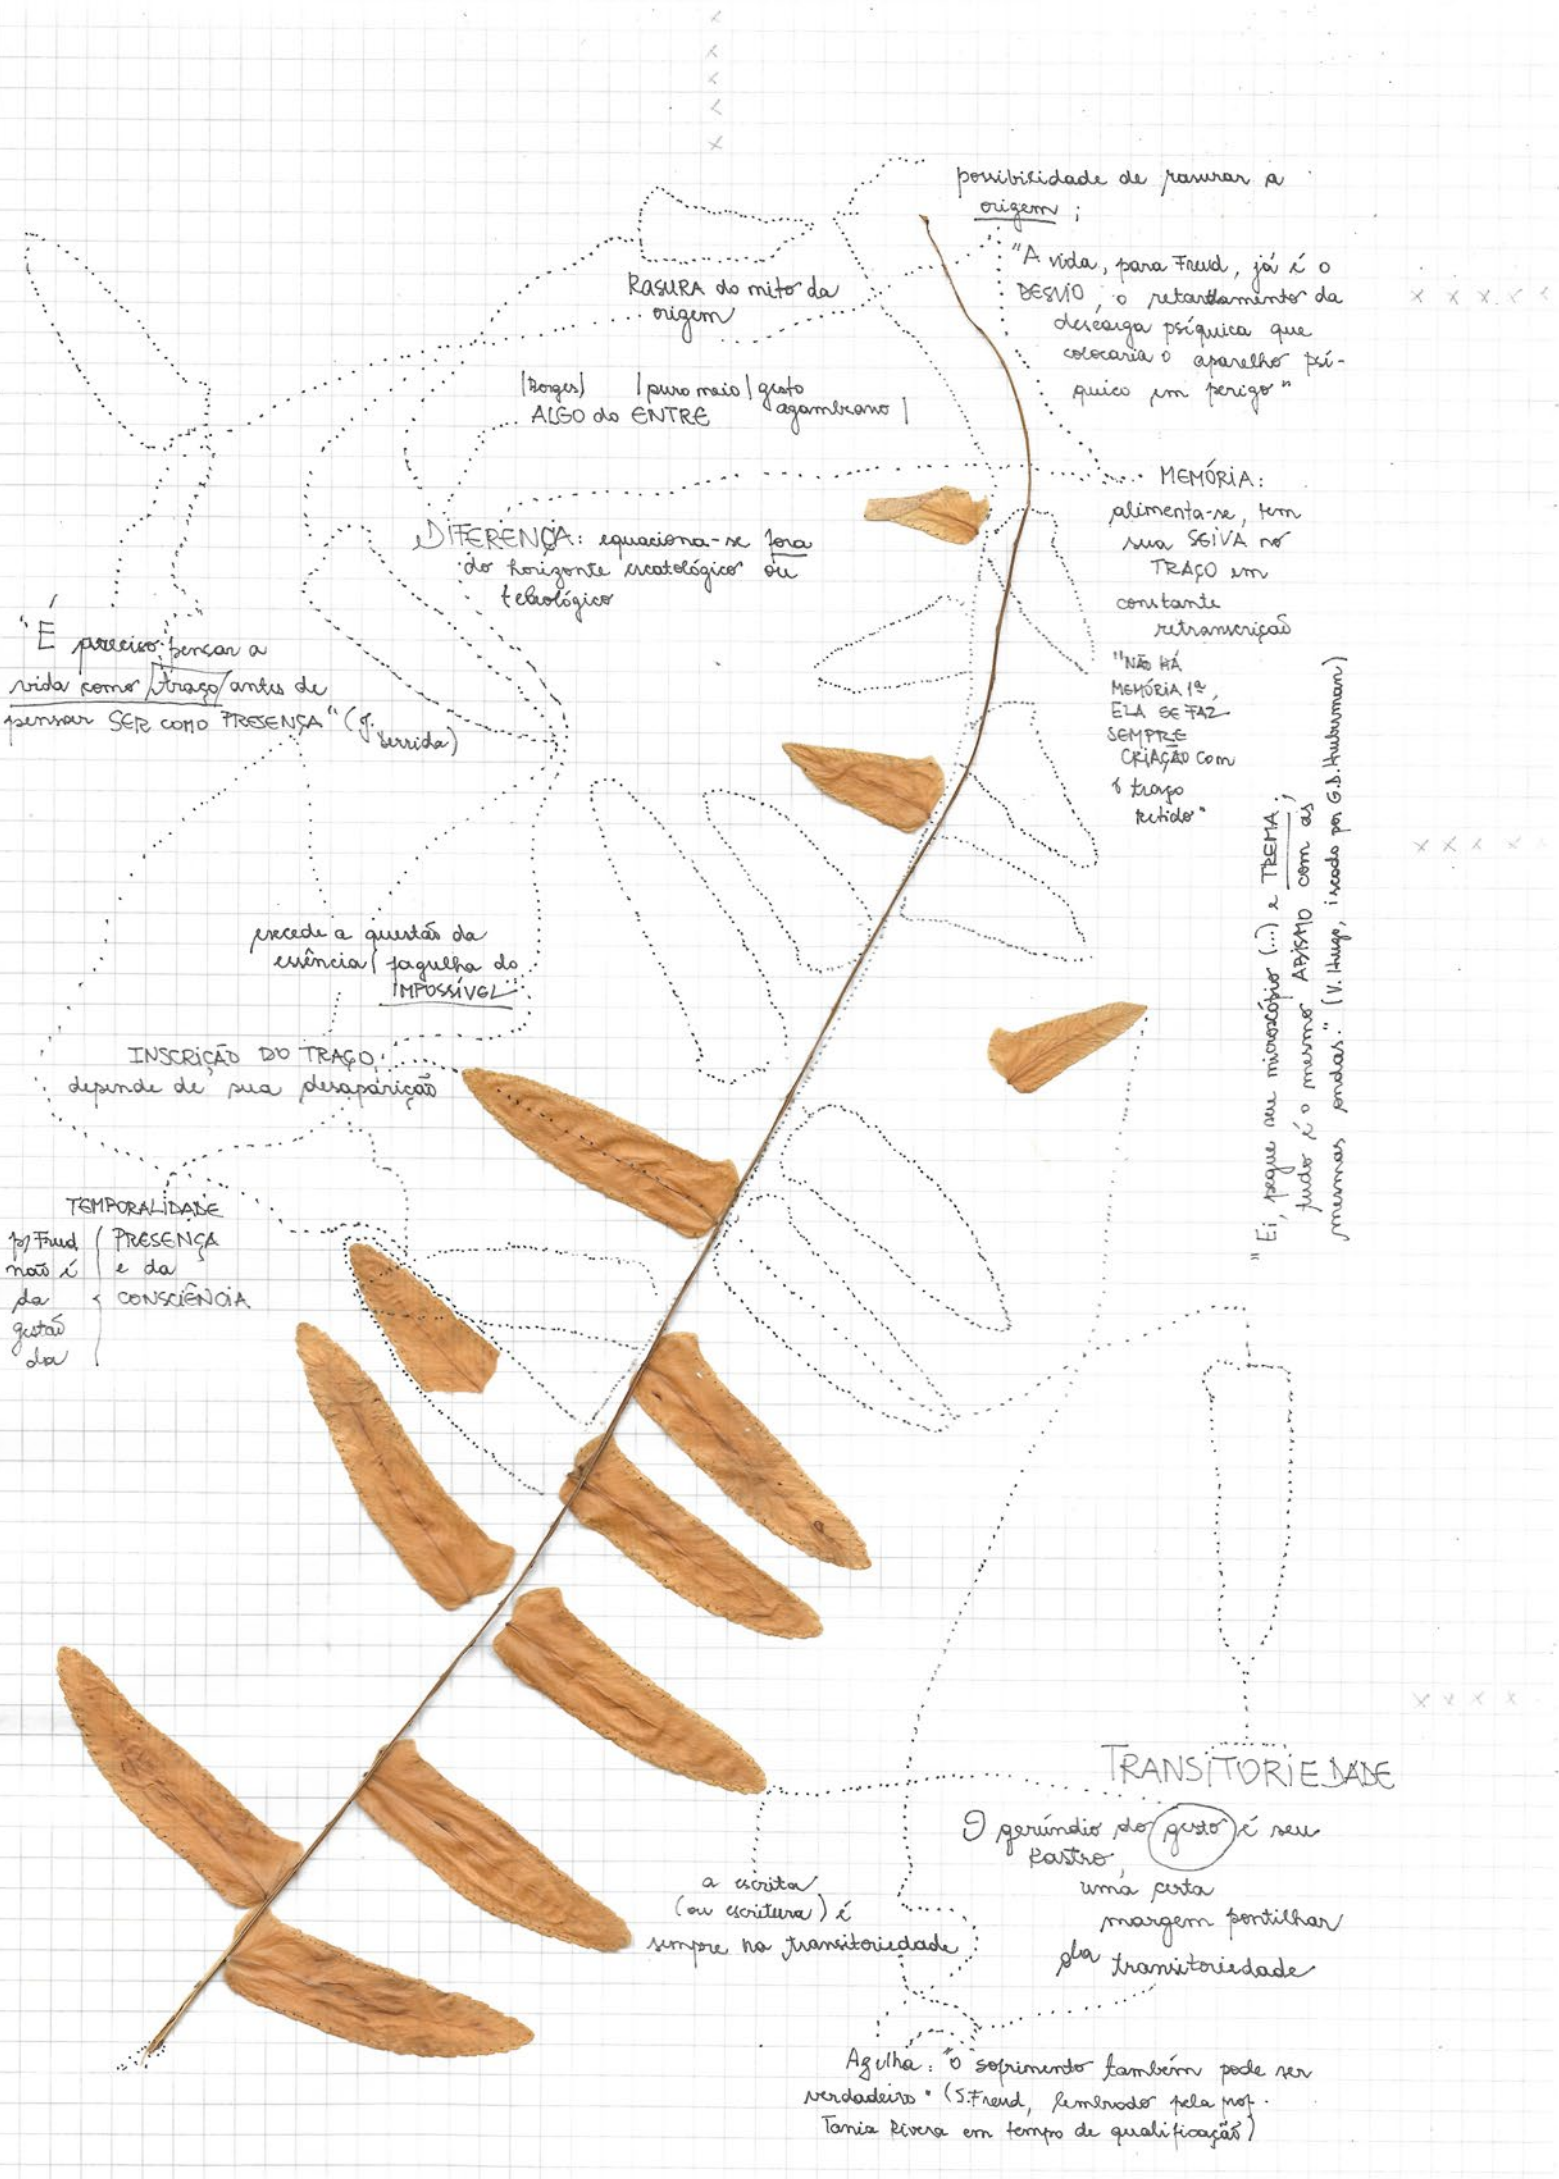 possibilidade de rasurar a
origem ;
"A vida, para Freud, já é o
DESVIO, o retardamento da
descarga psíquica que
colocaria o aparelho psí-
quico em perigo"
RASURA do mito da
origem
|Borges| |puro meio| gesto
ALGO do ENTRE agambeano |
MEMÓRIA:
alimenta-se, tem
sua SEIVA no
TRAÇO em
constante
retranscrição
"NÃO HÁ
MEMÓRIA 1ª,
ELA SE FAZ
SEMPRE
CRIAÇÃO com
o traço
retido"
DIFERENÇA: equaciona-se fora
do horizonte escatológico ou
teleológico
"É preciso pensar a
vida como |traço| antes de
pensar SER COMO PRESENÇA" (J.
Derrida)
"Ei, pegue seu microscópio (...) e TREMA;
tudo é o mesmo ABISMO com as
mesmas ondas." (V. Hugo, iscado por G.D.Huberman)
excede a questão da
essência | fagulha do
IMPOSSÍVEL
INSCRIÇÃO DO TRAÇO:
depende de sua desaparição
TEMPORALIDADE
p/ Freud ( PRESENÇA
não é e da
da CONSCIÊNCIA
gestão
da
TRANSITORIEDADE
O gerúndio do gesto é seu
Rastro,
uma certa
margem pontilhar
da transitoriedade
a escrita
(ou escritura) é
sempre na transitoriedade
Agulha: "o sofrimento também pode ser
verdadeiro" (S.Freud, lembrado pela prof.
Tania Rivera em tempo de qualificação)